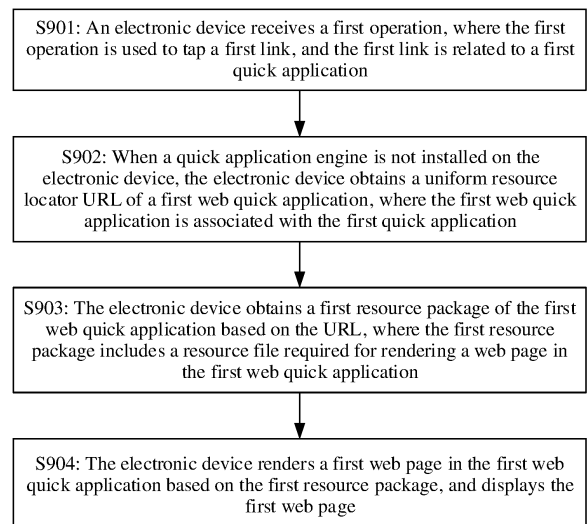 S901: An electronic device receives a first operation, where the first
operation is used to tap a first link, and the first link is related to a first
quick application
S902: When a quick application engine is not installed on the
electronic device, the electronic device obtains a uniform resource
locator URL of a first web quick application, where the first web quick
application is associated with the first quick application
S903: The electronic device obtains a first resource package of the first
web quick application based on the URL, where the first resource
package includes a resource file required for rendering a web page in
the first web quick application
S904: The electronic device renders a first web page in the first web
quick application based on the first resource package, and displays the
first web page